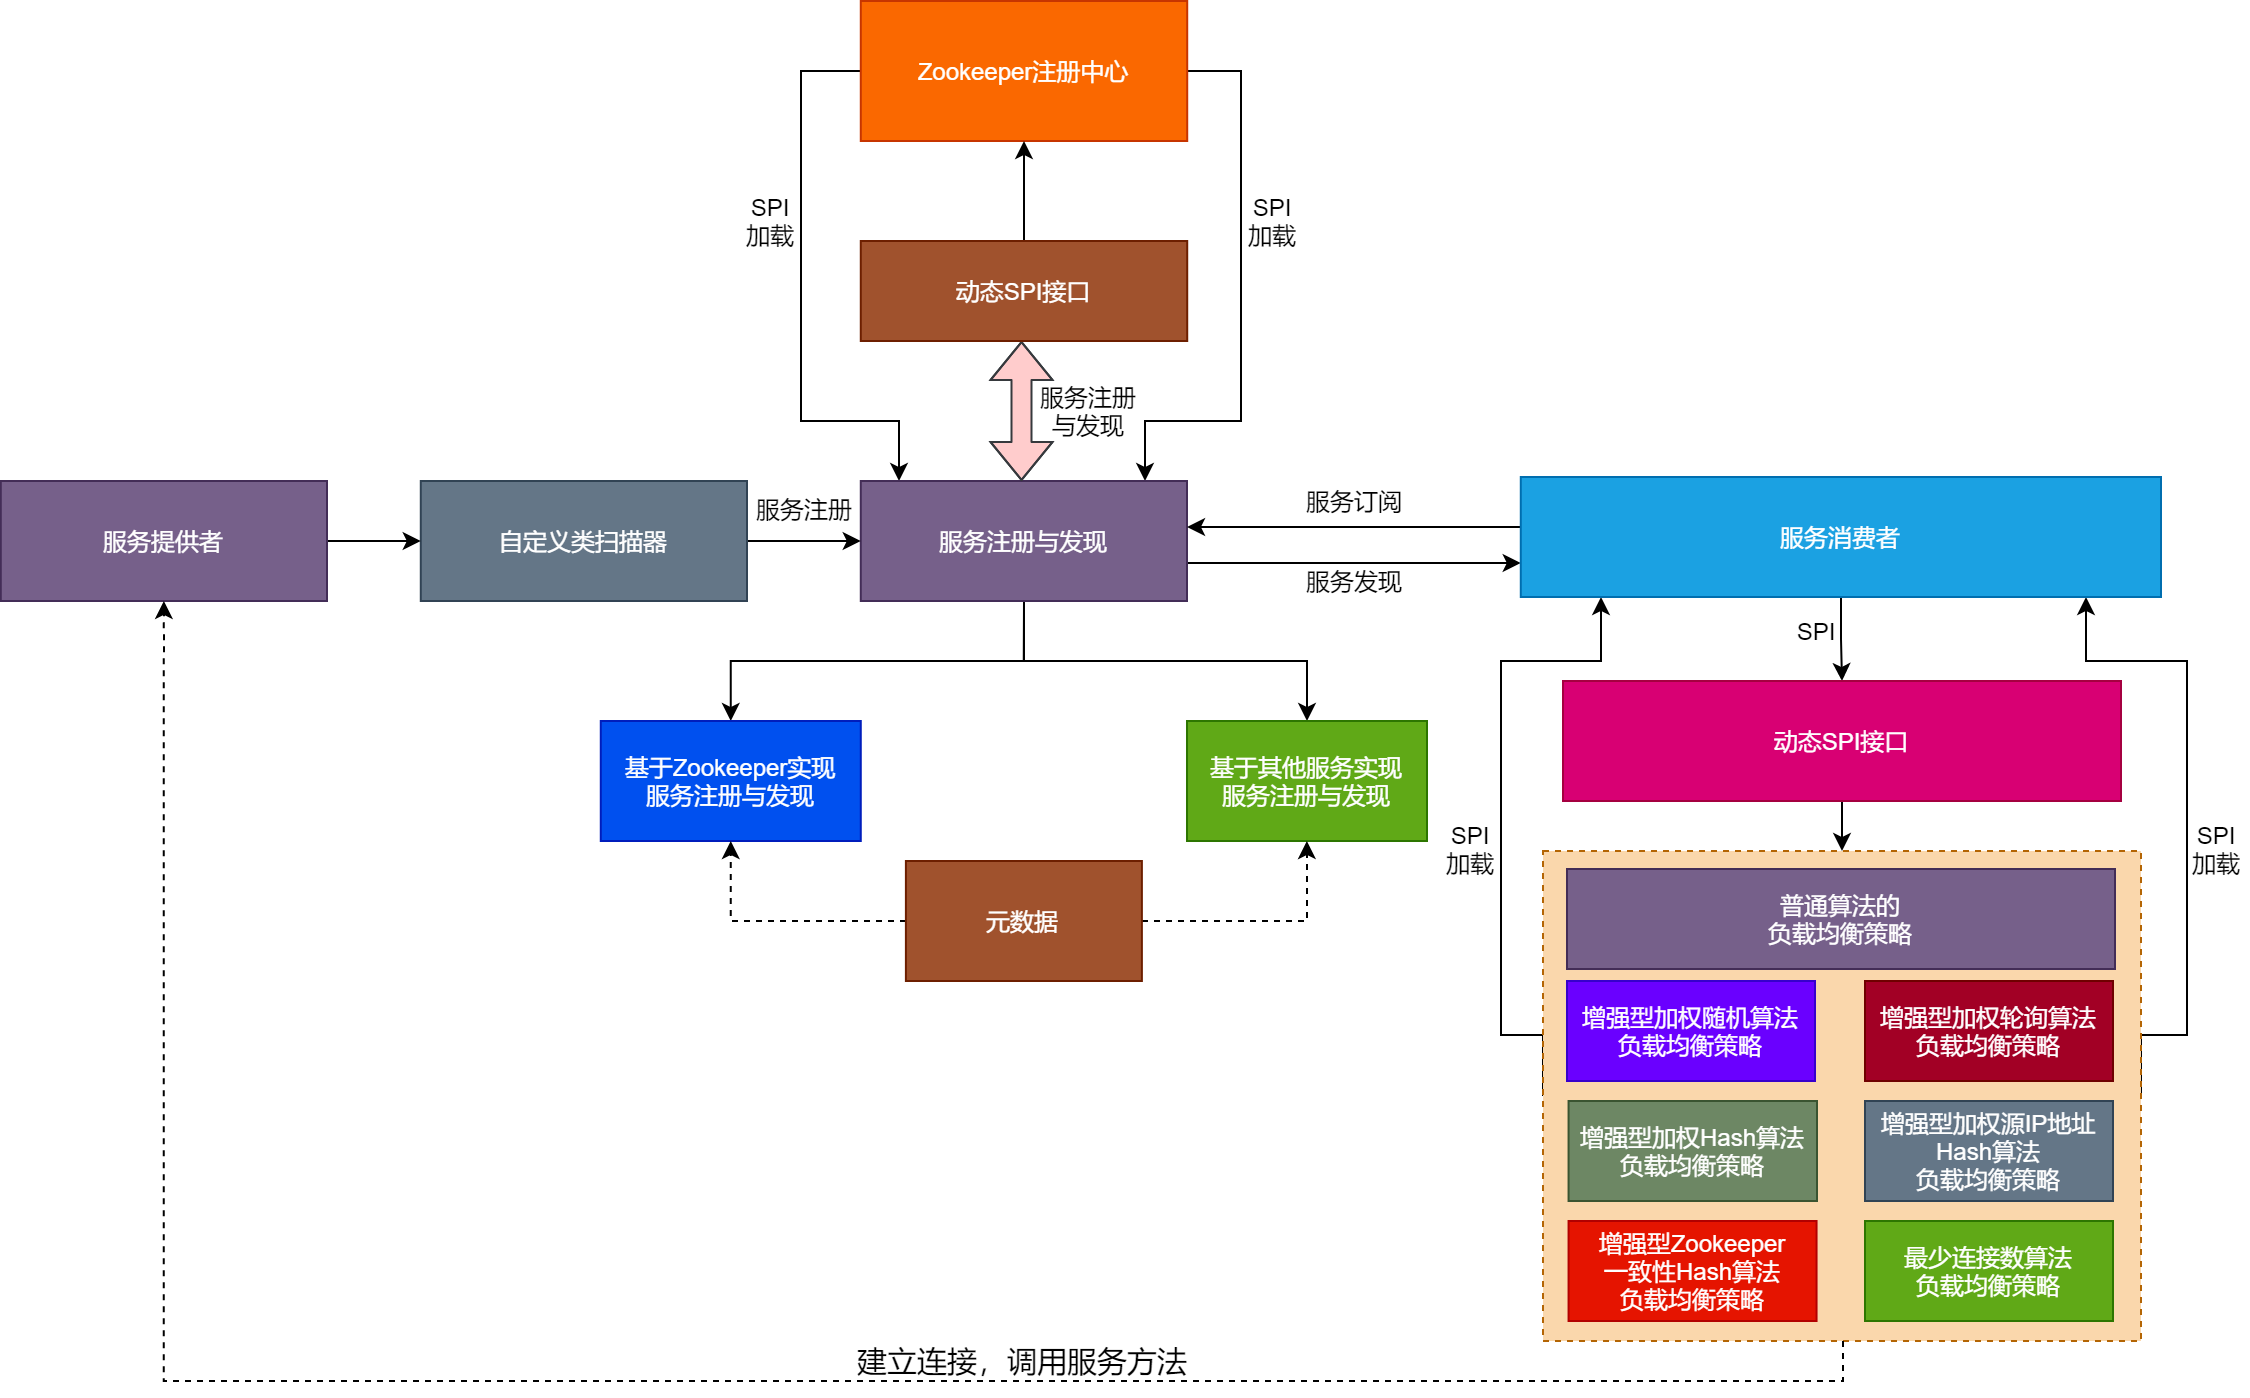 Zookeeper注册中心
SPI
加载
SPI
加载
动态SPI接口
服务注册
与发现
服务提供者
自定义类扫描器
服务注册
服务注册与发现
服务订阅
服务发现
服务消费者
SPI
动态SPI接口
基于Zookeeper实现
服务注册与发现
基于其他服务实现
服务注册与发现
元数据
SPI
加载
SPI
加载
普通算法的
负载均衡策略
增强型加权随机算法
负载均衡策略
增强型加权轮询算法
负载均衡策略
增强型加权Hash算法
负载均衡策略
增强型加权源IP地址
Hash算法
负载均衡策略
增强型Zookeeper
一致性Hash算法
负载均衡策略
最少连接数算法
负载均衡策略
建立连接，调用服务方法